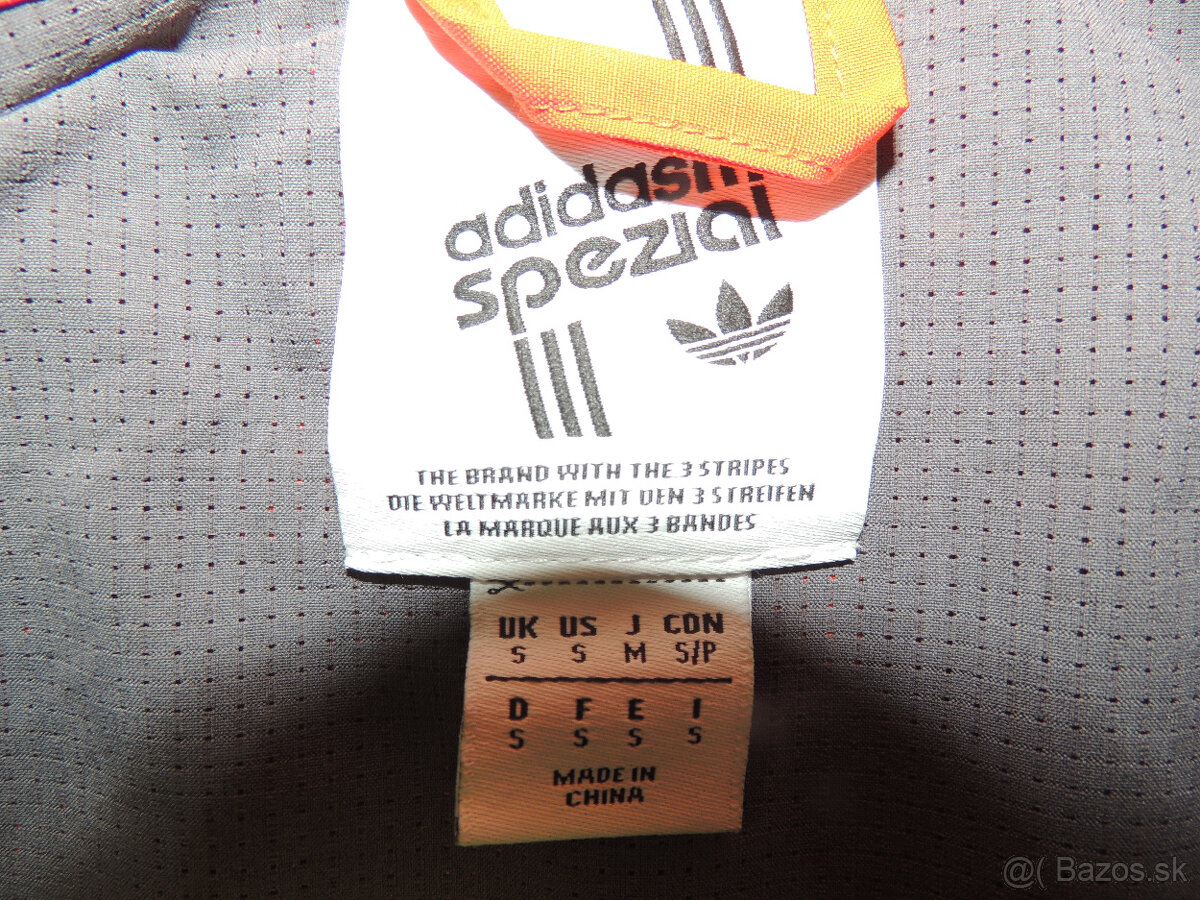 adidas
spezial
THE BRAND WITH THE 3 STRIPES
DIE WELTMARKE MIT DEN 3 STREIFEN
LA MARQUE AUX 3 BANDES
UK US J CDN
S S M S/P
D F E I
S S S S
MADE IN
CHINA
@( Bazos.sk